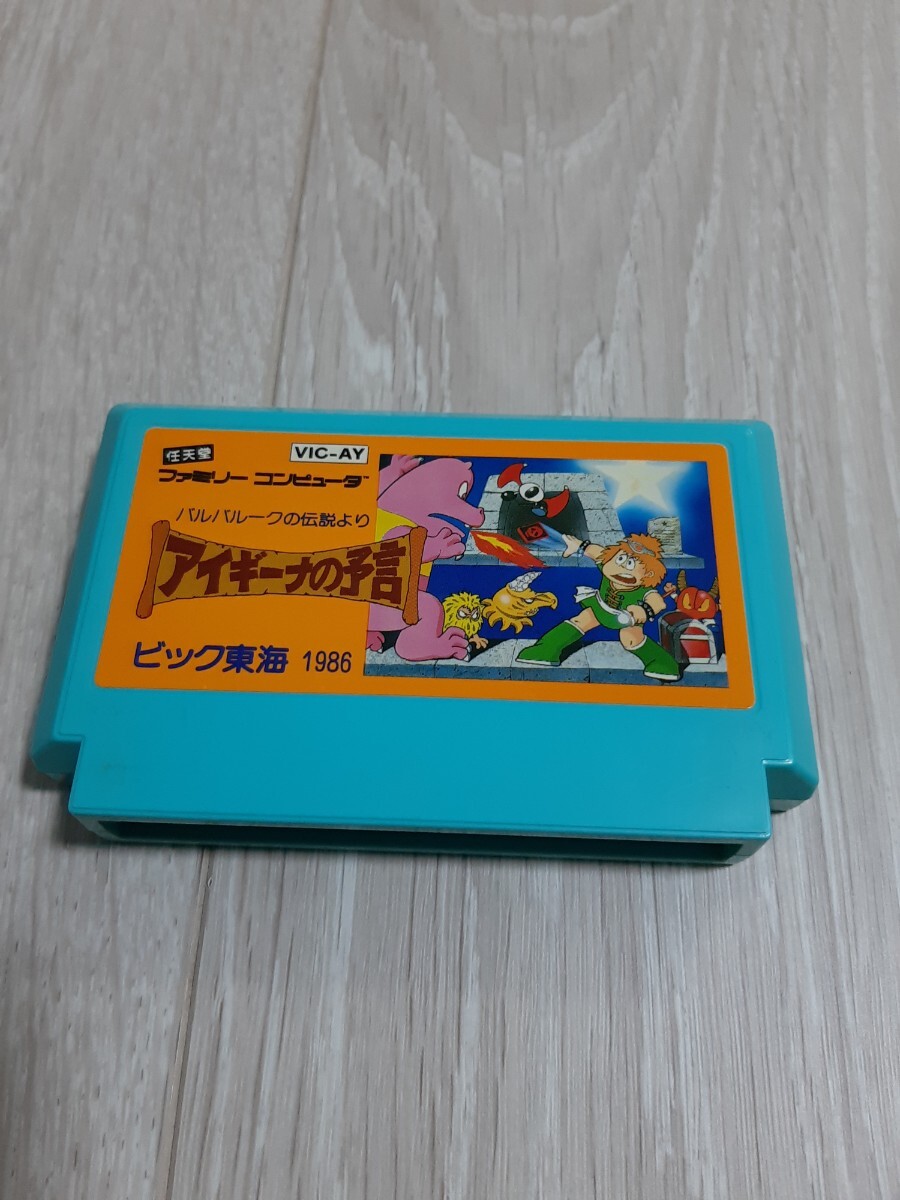 任天堂
VIC-AY
ファミリー コンピュータ™
バルバルークの伝説より
アイギーナの予言
ビック東海 1986